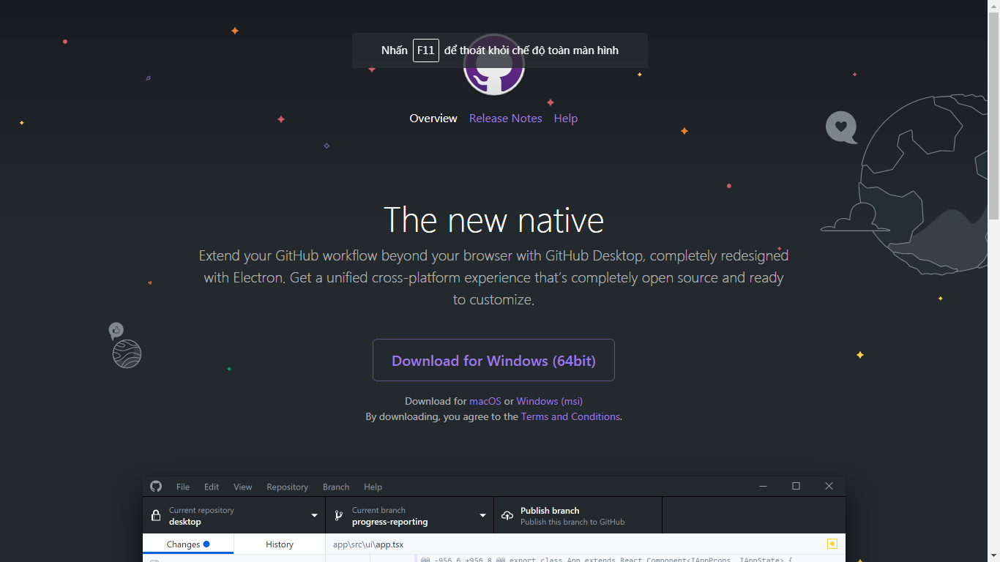 Nhấn F11 để thoát khỏi chế độ toàn màn hình
Overview Release Notes Help
The new native
Extend your GitHub workflow beyond your browser with GitHub Desktop, completely redesigned
with Electron. Get a unified cross-platform experience that’s completely open source and ready
to customize.
Download for Windows (64bit)
Download for macOS or Windows (msi)
By downloading, you agree to the Terms and Conditions.
File Edit View Repository Branch Help
Current repository
desktop
Current branch
progress-reporting
Publish branch
Publish this branch to GitHub
Changes History app\src\ui\app.tsx
@@ -956,6 +956,8 @@ export class App extends React.Component<IAppProps, IAppState> {